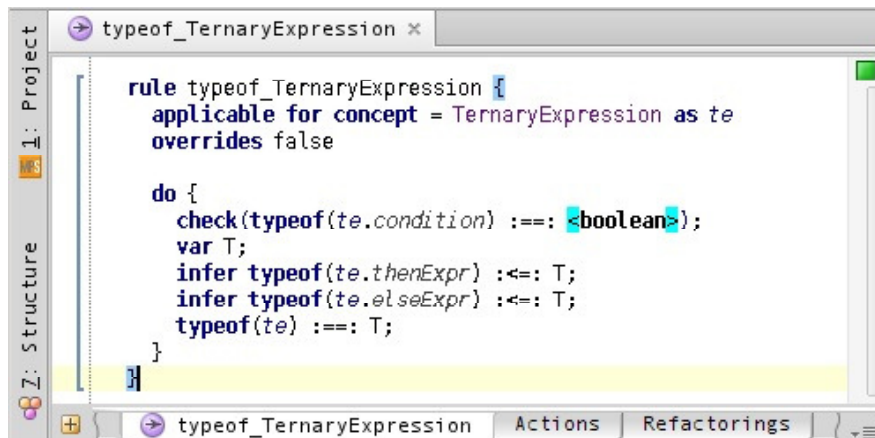 typeof_TernaryExpression ×
1: Project
MPS
7: Structure
rule typeof_TernaryExpression {
applicable for concept = TernaryExpression as te
overrides false
do {
check(typeof(te.condition) :==: <boolean>);
var T;
infer typeof(te.thenExpr) :<=: T;
infer typeof(te.elseExpr) :<=: T;
typeof(te) :==: T;
}
}
typeof_TernaryExpression Actions Refactorings